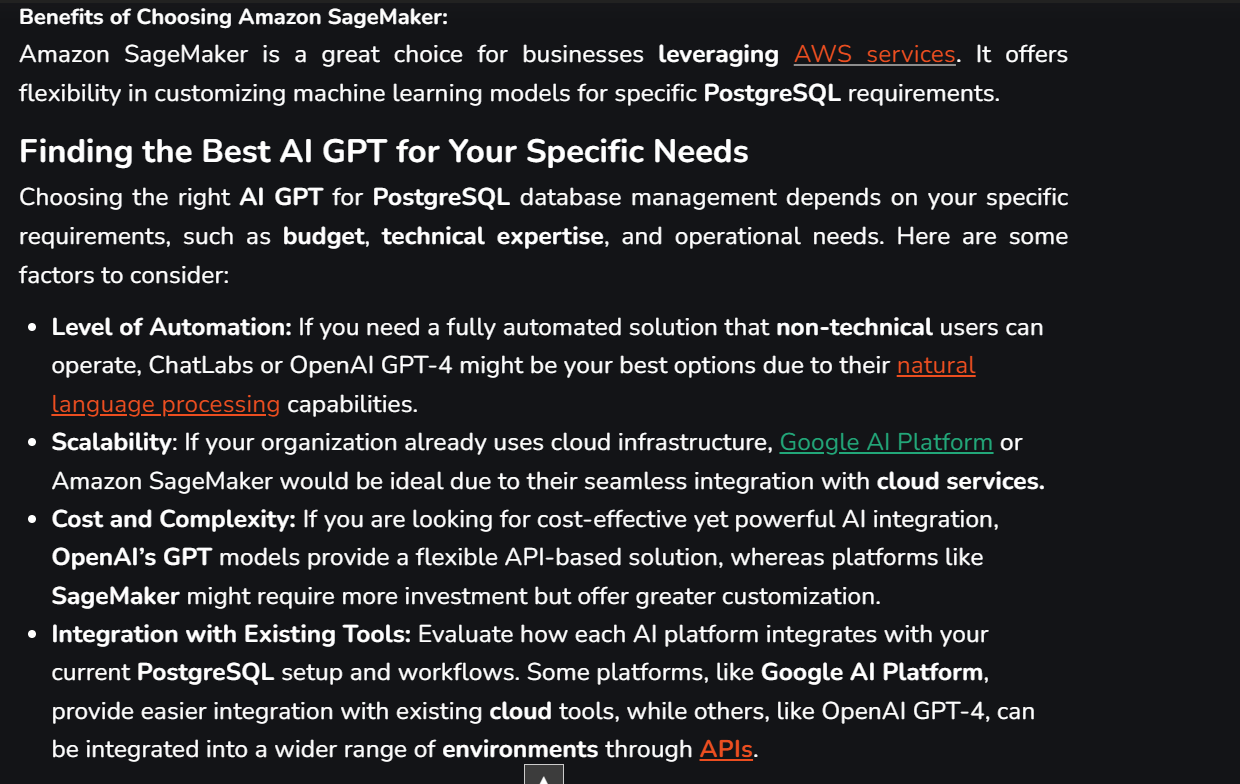 Benefits of Choosing Amazon SageMaker:
Amazon SageMaker is a great choice for businesses leveraging AWS services. It offers
flexibility in customizing machine learning models for specific PostgreSQL requirements.
Finding the Best AI GPT for Your Specific Needs
Choosing the right AI GPT for PostgreSQL database management depends on your specific
requirements, such as budget, technical expertise, and operational needs. Here are some
factors to consider:
• Level of Automation: If you need a fully automated solution that non-technical users can
operate, ChatLabs or OpenAI GPT-4 might be your best options due to their natural
language processing capabilities.
• Scalability: If your organization already uses cloud infrastructure, Google AI Platform or
Amazon SageMaker would be ideal due to their seamless integration with cloud services.
• Cost and Complexity: If you are looking for cost-effective yet powerful AI integration,
OpenAI’s GPT models provide a flexible API-based solution, whereas platforms like
SageMaker might require more investment but offer greater customization.
• Integration with Existing Tools: Evaluate how each AI platform integrates with your
current PostgreSQL setup and workflows. Some platforms, like Google AI Platform,
provide easier integration with existing cloud tools, while others, like OpenAI GPT-4, can
be integrated into a wider range of environments through APIs.